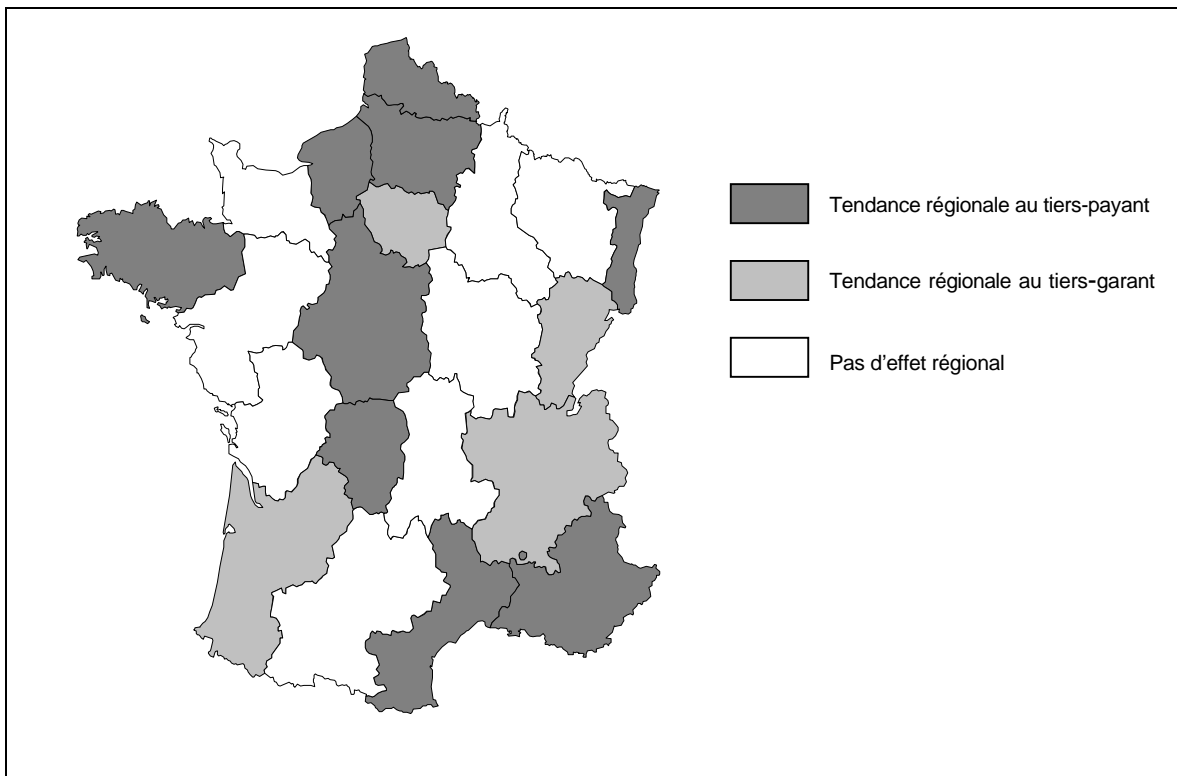 Tendance régionale au tiers-payant
Tendance régionale au tiers-garant
Pas d'effet régional